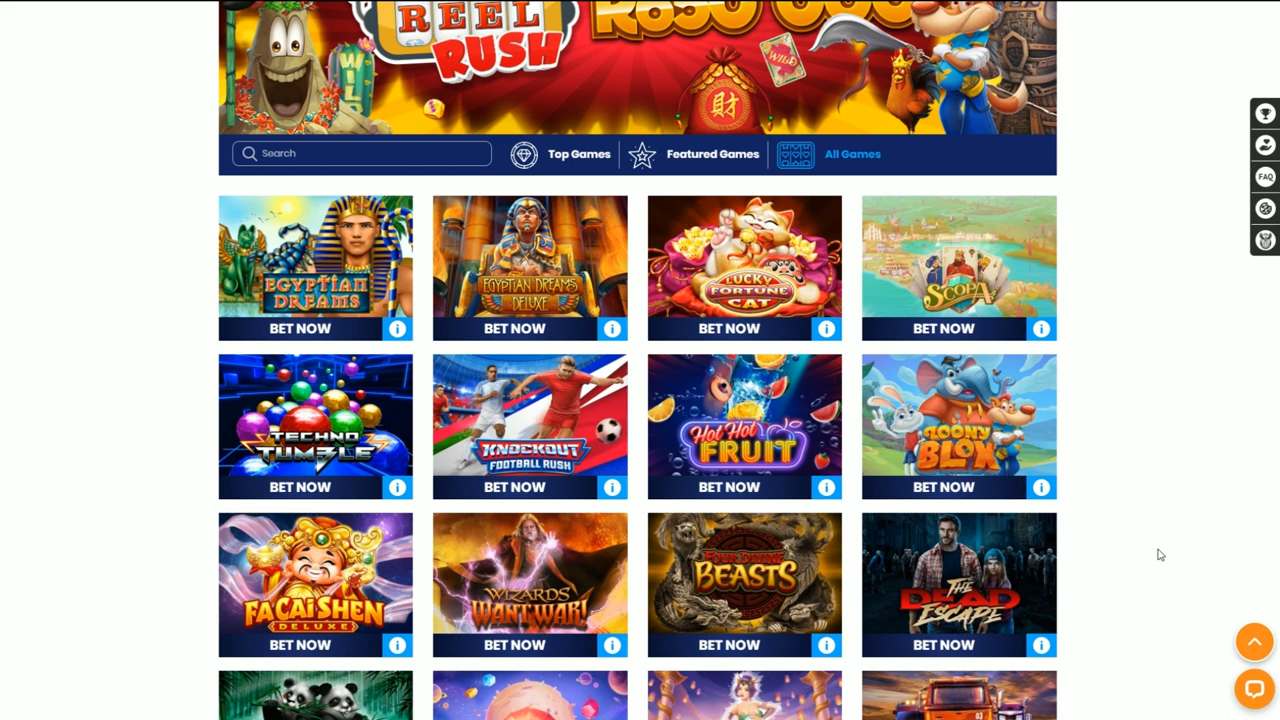 REEL
RUSH
WILD
WILD
財
Search
Top Games
Featured Games
All Games
FAQ
EGYPTIAN
DREAMS
EGYPTIAN DREAMS
DELUXE
LUCKY
FORTUNE
CAT
SCOPA
BET NOW
BET NOW
BET NOW
BET NOW
TECHNO
TUMBLE
KNOCKOUT
FOOTBALL RUSH
Hot Hot
FRUIT
LOONY
BLOX
BET NOW
BET NOW
BET NOW
BET NOW
FA CAI SHEN
DELUXE
WIZARDS
WANT WAR!
FOUR DIVINE
BEASTS
THE
DEAD
ESCAPE
BET NOW
BET NOW
BET NOW
BET NOW
03